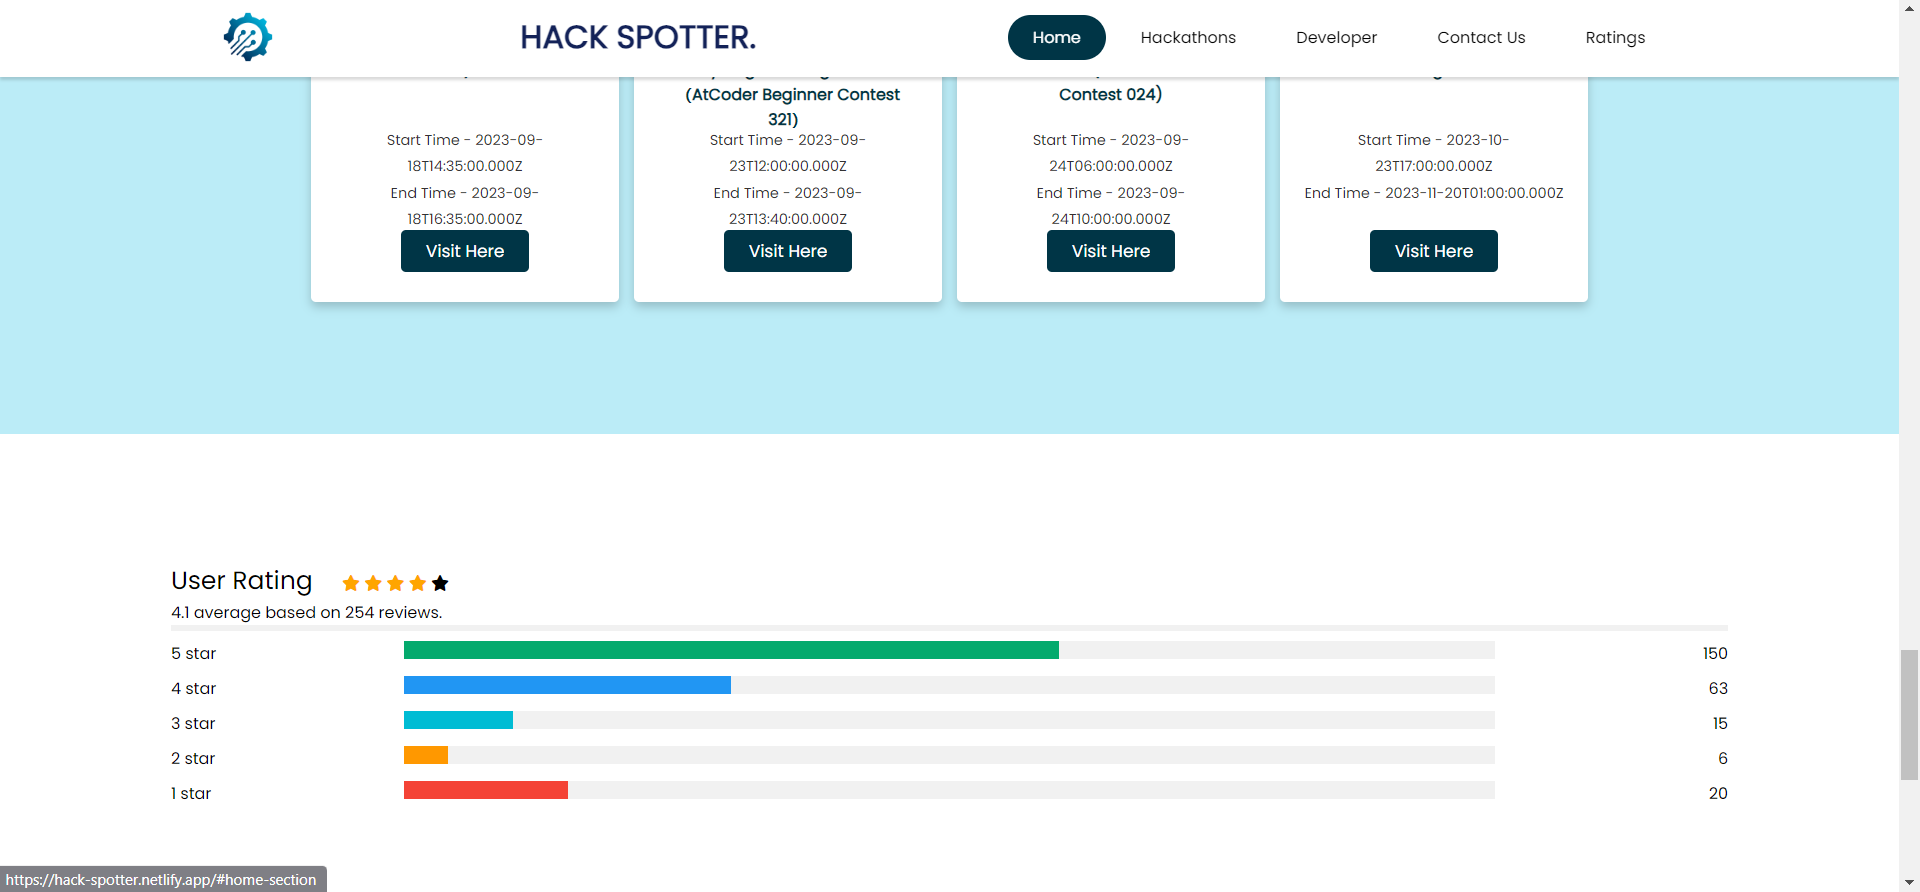 HACK SPOTTER.
Home
Hackathons
Developer
Contact Us
Ratings
Start Time - 2023-09-
18T14:35:00.000Z
End Time - 2023-09-
18T16:35:00.000Z
Visit Here
(AtCoder Beginner Contest
321)
Start Time - 2023-09-
23T12:00:00.000Z
End Time - 2023-09-
23T13:40:00.000Z
Visit Here
Contest 024)
Start Time - 2023-09-
24T06:00:00.000Z
End Time - 2023-09-
24T10:00:00.000Z
Visit Here
Start Time - 2023-10-
23T17:00:00.000Z
End Time - 2023-11-20T01:00:00.000Z
Visit Here
User Rating
4.1 average based on 254 reviews.
5 star 150
4 star 63
3 star 15
2 star 6
1 star 20
https://hack-spotter.netlify.app/#home-section